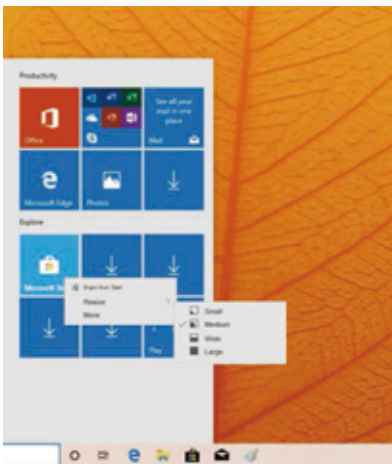 Productivity
Office
See all your
mail in one
place
Mail
Microsoft Edge
Photos
Explore
Microsoft
Unpin from Start
Resize
More
Play
Small
Medium
Wide
Large